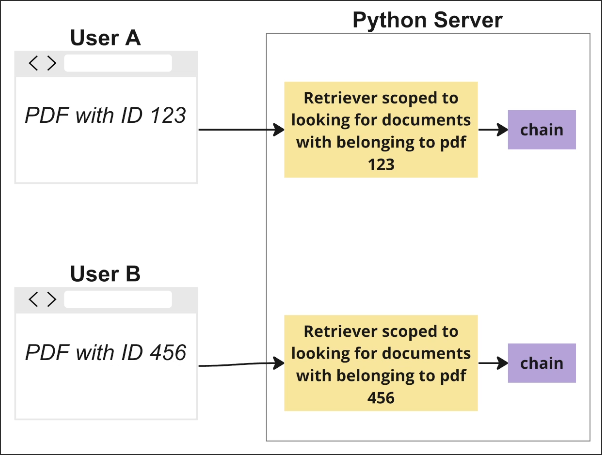 Python Server
User A
PDF with ID 123
Retriever scoped to
looking for documents
with belonging to pdf
123
chain
User B
PDF with ID 456
Retriever scoped to
looking for documents
with belonging to pdf
456
chain